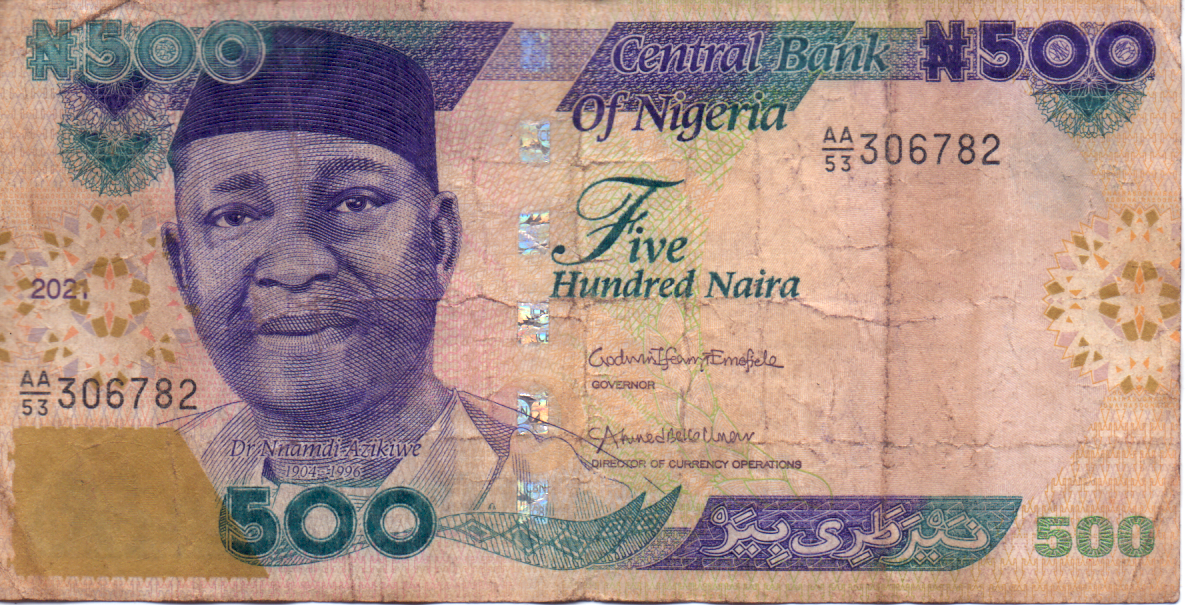 ₦500
Central Bank
₦500
Of Nigeria
AA
53 306782
Five
Hundred Naira
2021
GOVERNOR
AA
53 306782
DIRECTOR OF CURRENCY OPERATIONS
Dr Nnamdi Azikiwe
1904-1996
500
نَيْرَ طَرِى بِيَرْ
500